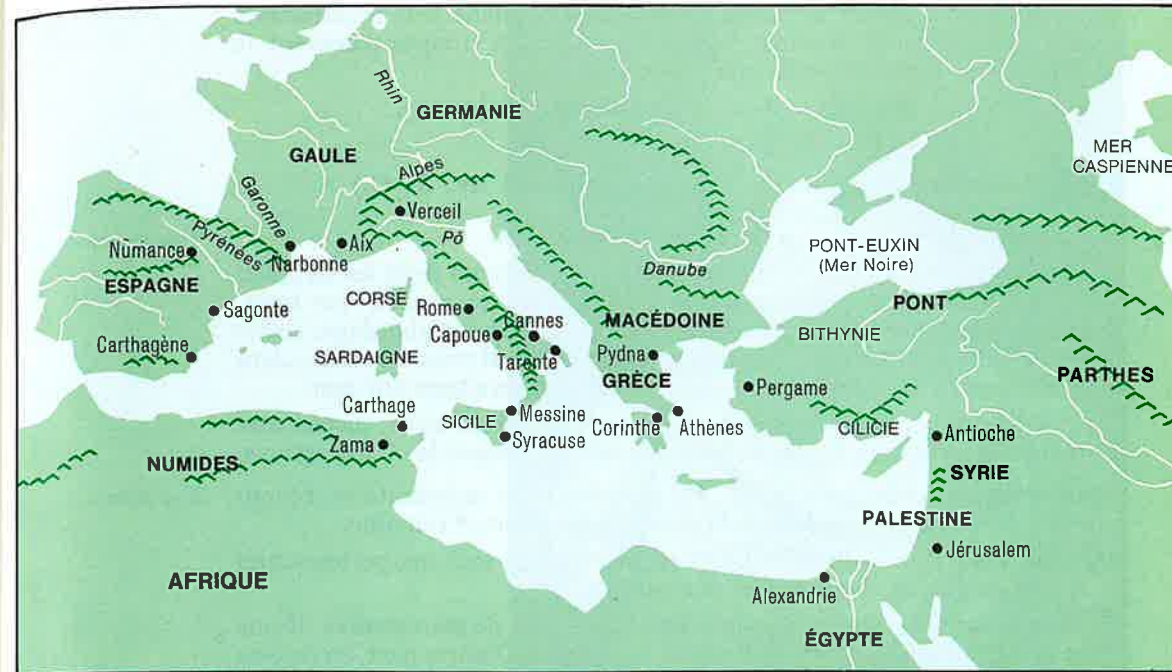 Rhin
GERMANIE
GAULE
MER
CASPIENNE
Alpes
Garonne
Verceil
Pyrénées
Numance
Aix
Pô
Narbonne
PONT-EUXIN
(Mer Noire)
Danube
ESPAGNE
CORSE
PONT
Sagonte
Rome
Cannes
MACÉDOINE
BITHYNIE
Capoue
Carthagène
SARDAIGNE
Tarente
Pydna
PARTHES
GRÈCE
Pergame
Carthage
Messine
SICILE
Corinthe
Athènes
CILICIE
Antioche
Zama
Syracuse
NUMIDES
SYRIE
PALESTINE
Jérusalem
AFRIQUE
Alexandrie
ÉGYPTE